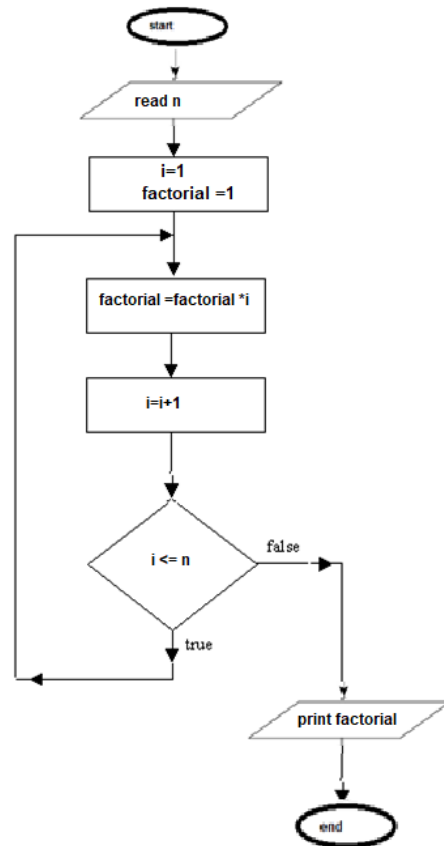 start
read n
i=1
factorial =1
factorial =factorial *i
i=i+1
i <= n
false
true
print factorial
end